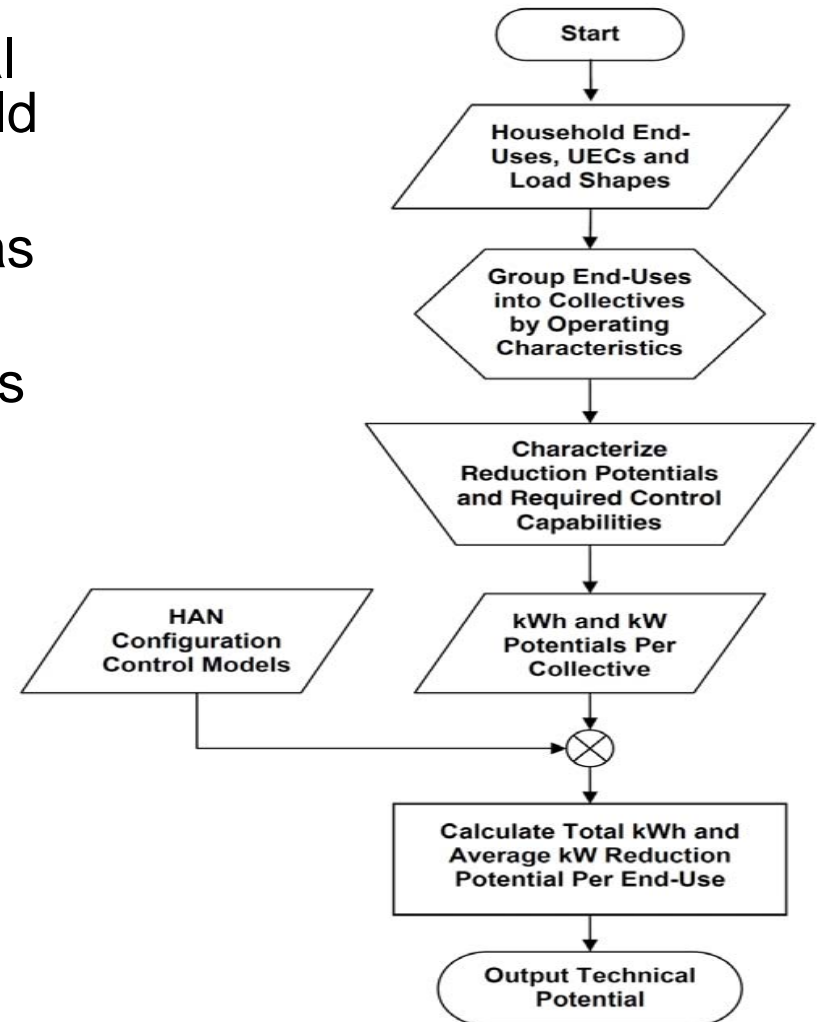 Start
Household End-
Uses, UECs and
Load Shapes
Group End-Uses
into Collectives
by Operating
Characteristics
Characterize
Reduction Potentials
and Required Control
Capabilities
HAN
Configuration
Control Models
kWh and kW
Potentials Per
Collective
Calculate Total kWh and
Average kW Reduction
Potential Per End-Use
Output Technical
Potential